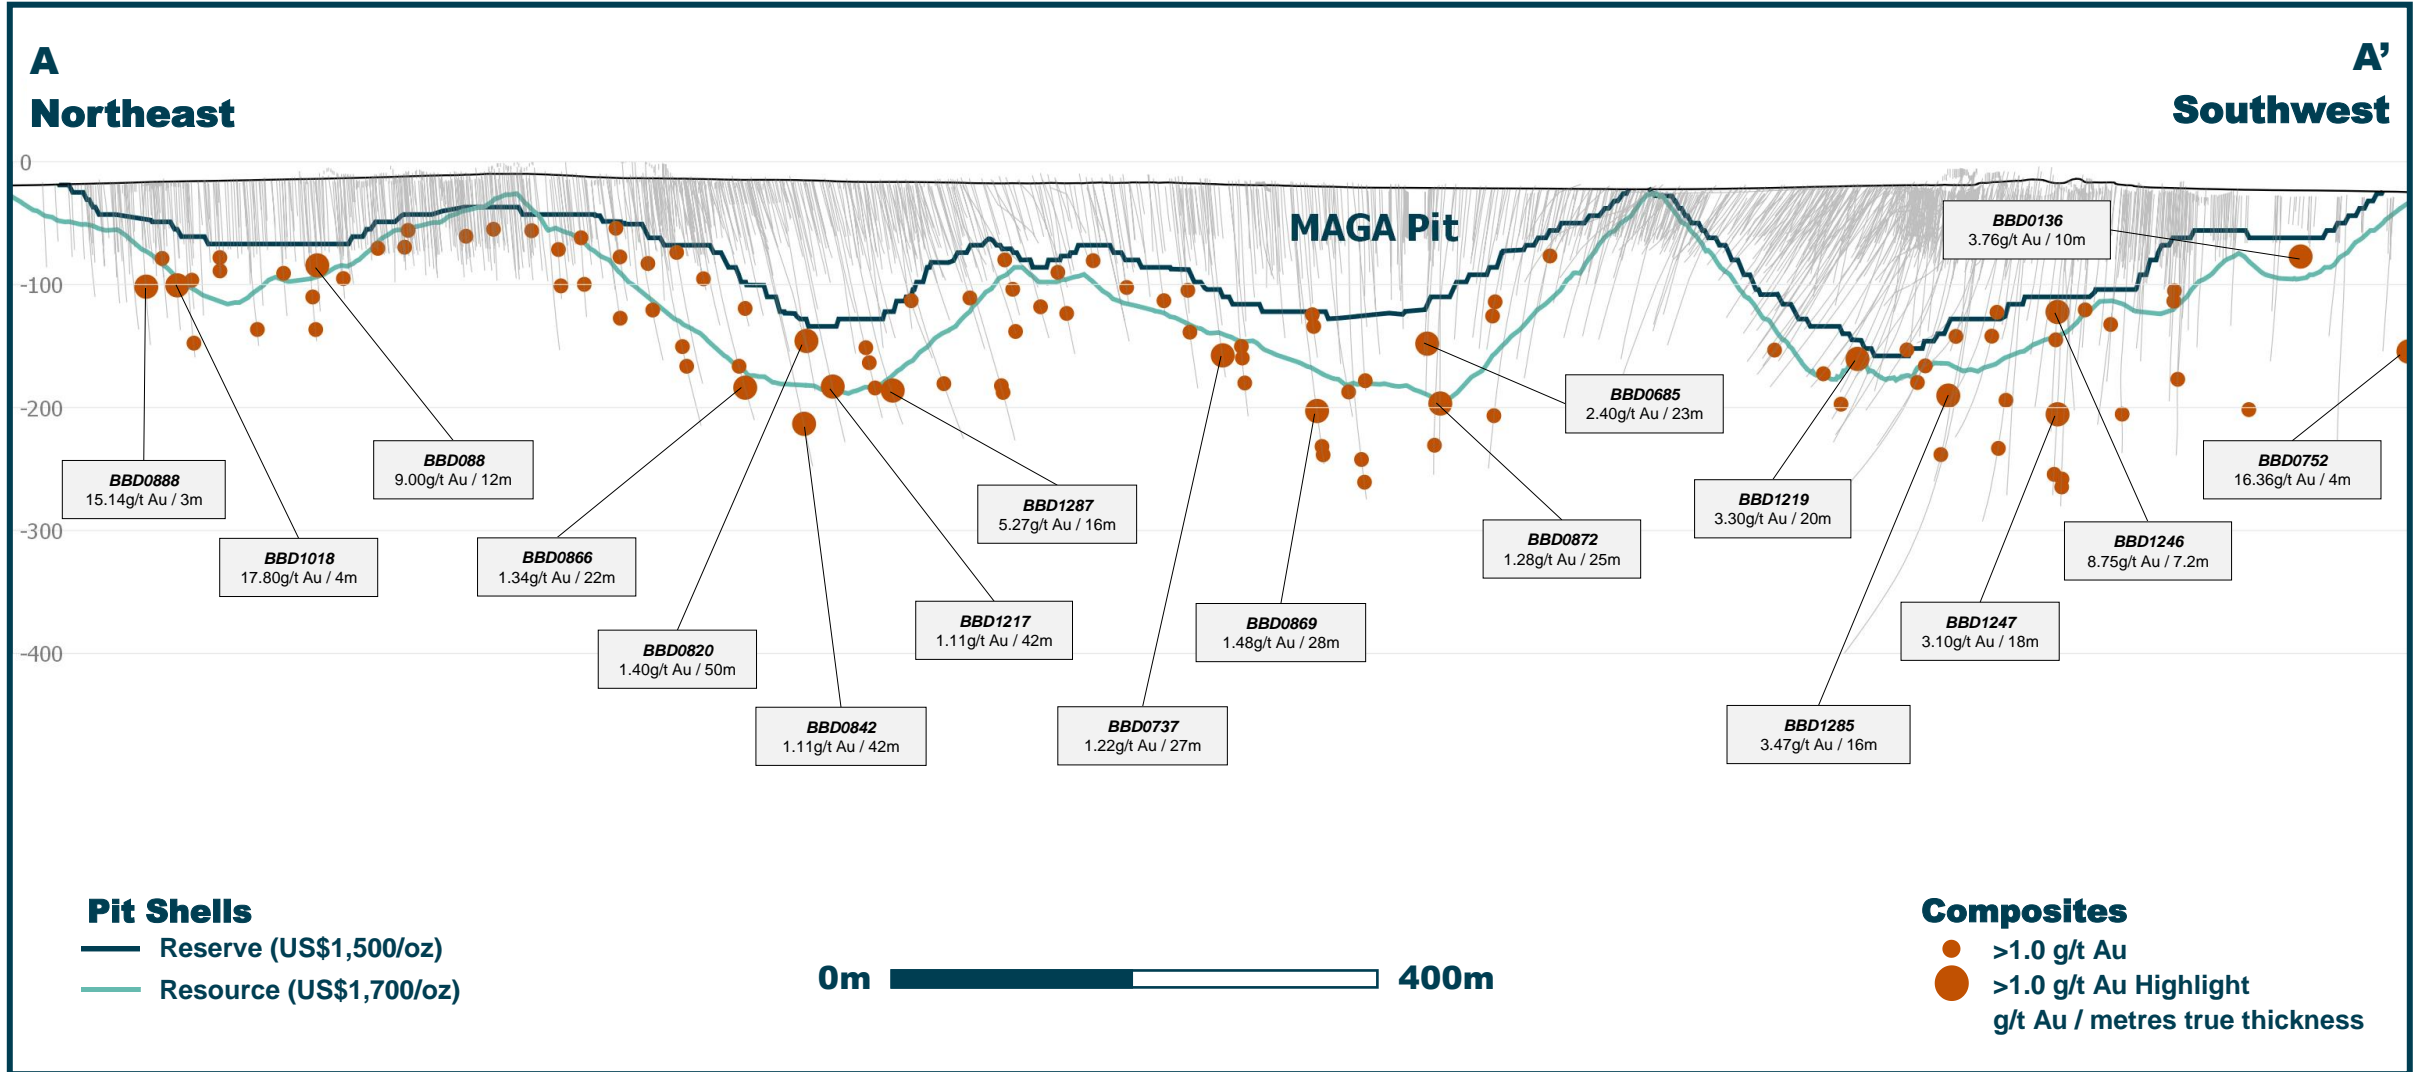 A
Northeast
A’
Southwest
0
-100
-200
-300
-400
MAGA Pit
BBD0136
3.76g/t Au / 10m
BBD0685
2.40g/t Au / 23m
BBD088
9.00g/t Au / 12m
BBD0888
15.14g/t Au / 3m
BBD0752
16.36g/t Au / 4m
BBD1219
3.30g/t Au / 20m
BBD1287
5.27g/t Au / 16m
BBD0872
1.28g/t Au / 25m
BBD1246
8.75g/t Au / 7.2m
BBD1018
17.80g/t Au / 4m
BBD0866
1.34g/t Au / 22m
BBD1217
1.11g/t Au / 42m
BBD0869
1.48g/t Au / 28m
BBD1247
3.10g/t Au / 18m
BBD0820
1.40g/t Au / 50m
BBD0842
1.11g/t Au / 42m
BBD0737
1.22g/t Au / 27m
BBD1285
3.47g/t Au / 16m
Pit Shells
Reserve (US$1,500/oz)
Resource (US$1,700/oz)
0m
400m
Composites
>1.0 g/t Au
>1.0 g/t Au Highlight
g/t Au / metres true thickness